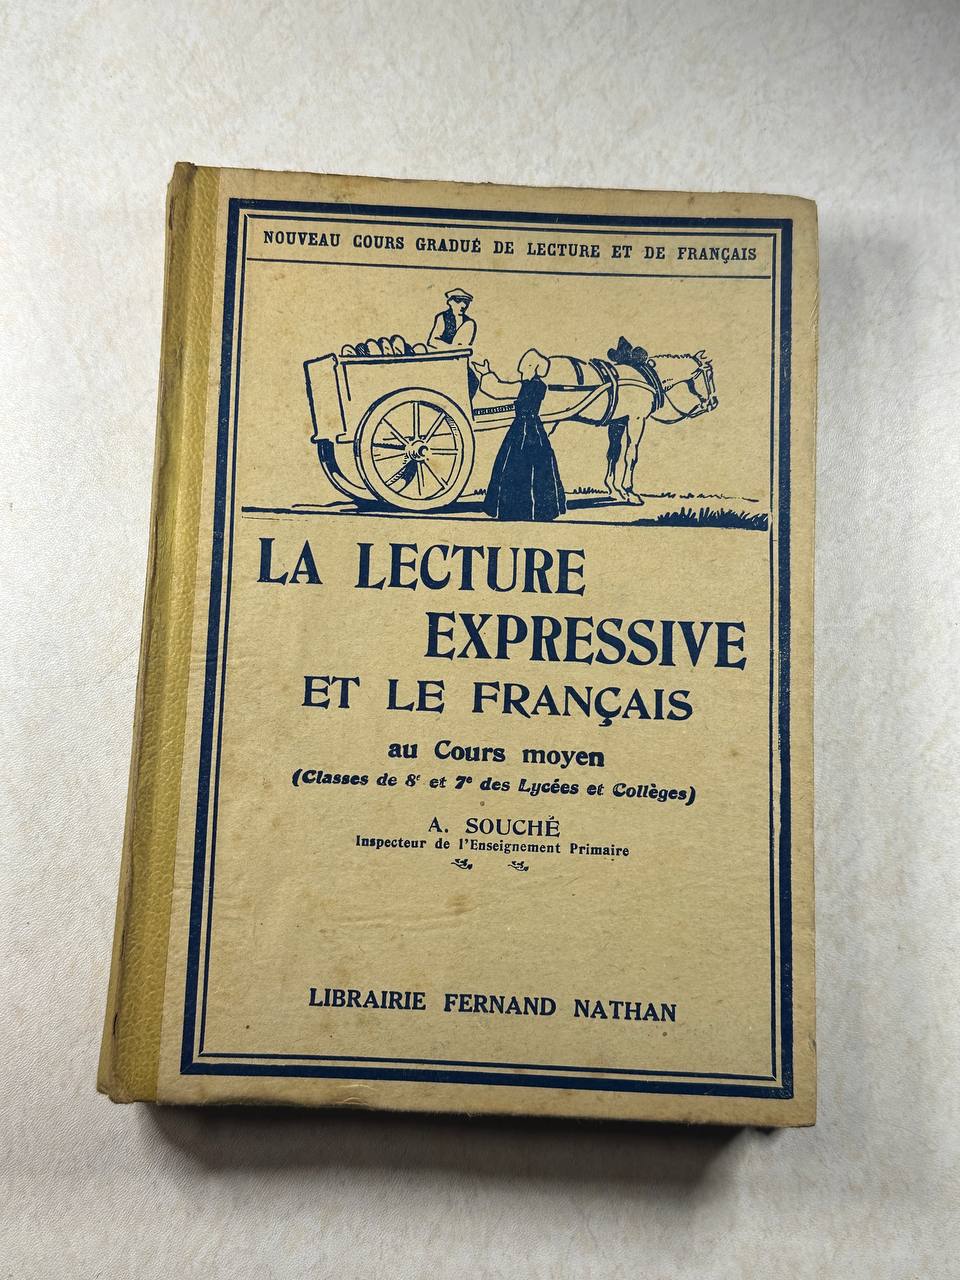 NOUVEAU COURS GRADUÉ DE LECTURE ET DE FRANÇAIS
LA LECTURE
EXPRESSIVE
ET LE FRANÇAIS
au Cours moyen
(Classes de 8e et 7e des Lycées et Collèges)
A. SOUCHÉ
Inspecteur de l'Enseignement Primaire
LIBRAIRIE FERNAND NATHAN